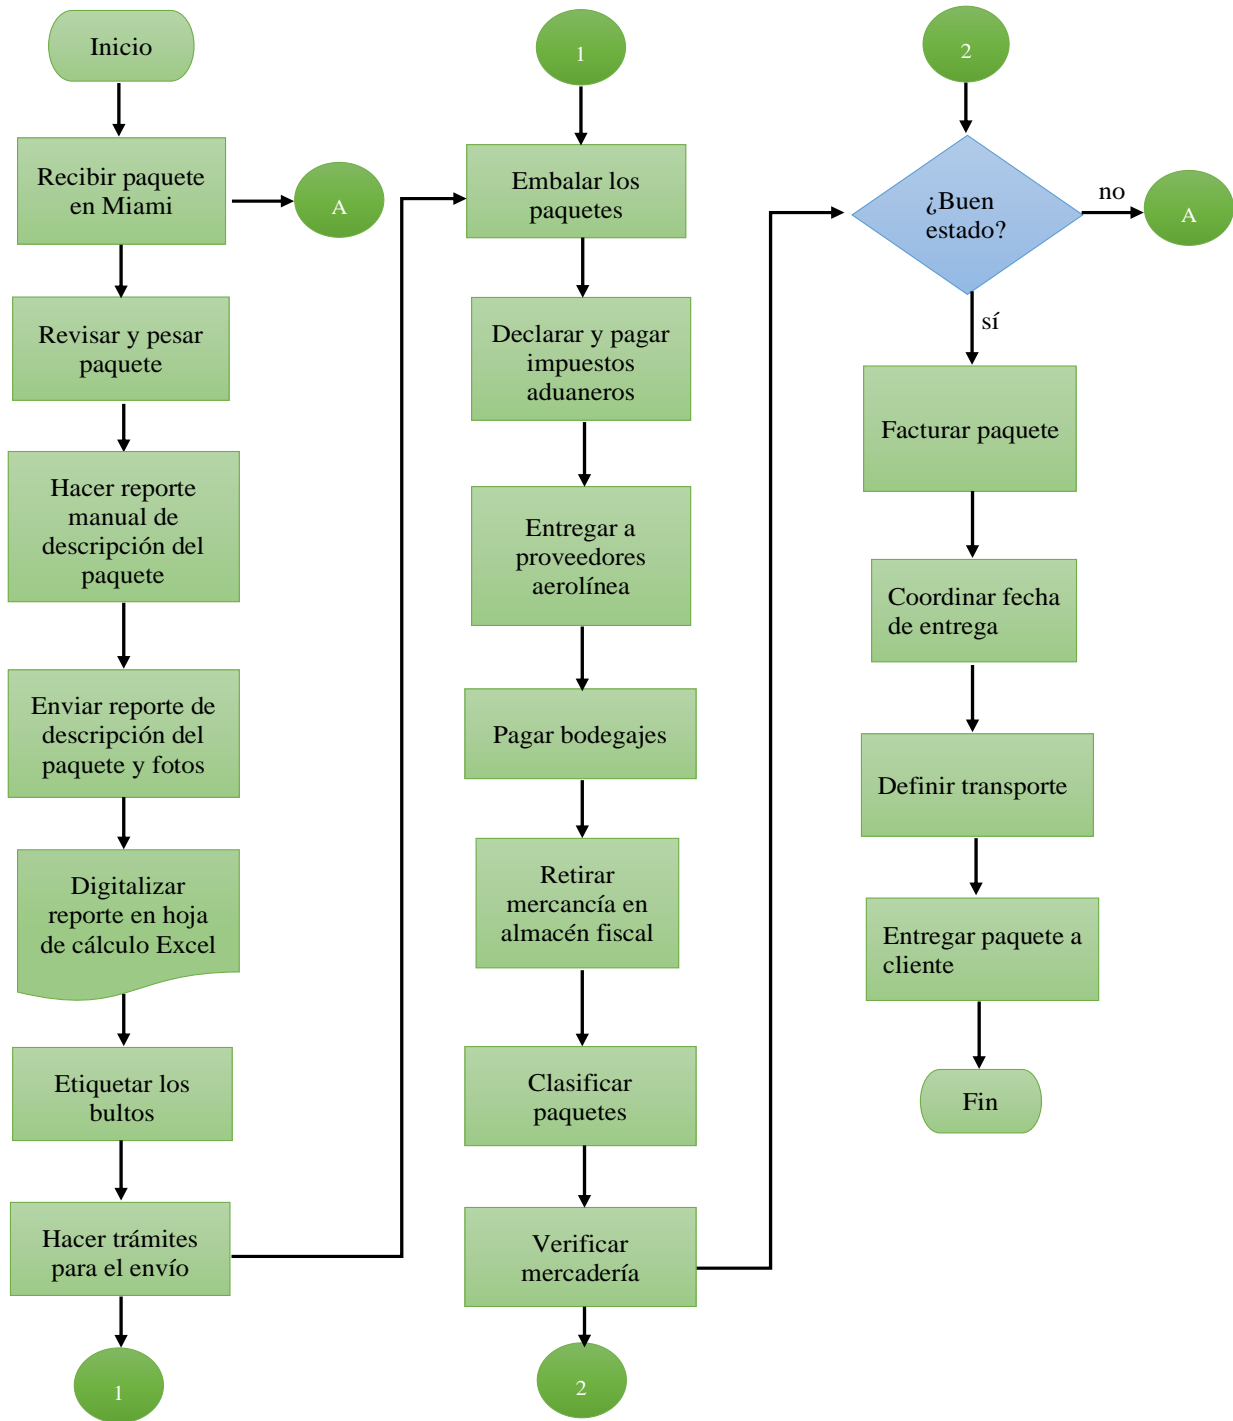 Inicio
Recibir paquete
en Miami
A
Revisar y pesar
paquete
Hacer reporte
manual de
descripción del
paquete
Enviar reporte de
descripción del
paquete y fotos
Digitalizar
reporte en hoja
de cálculo Excel
Etiquetar los
bultos
Hacer trámites
para el envío
1
1
Embalar los
paquetes
Declarar y pagar
impuestos
aduaneros
Entregar a
proveedores
aerolínea
Pagar bodegajes
Retirar
mercancía en
almacén fiscal
Clasificar
paquetes
Verificar
mercadería
2
2
¿Buen
estado?
no
A
sí
Facturar paquete
Coordinar fecha
de entrega
Definir transporte
Entregar paquete a
cliente
Fin